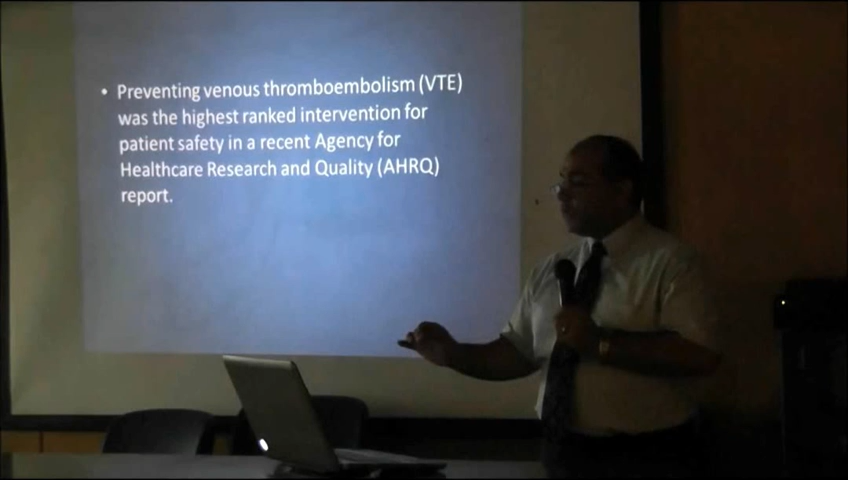 • Preventing venous thromboembolism (VTE)
was the highest ranked intervention for
patient safety in a recent Agency for
Healthcare Research and Quality (AHRQ)
report.